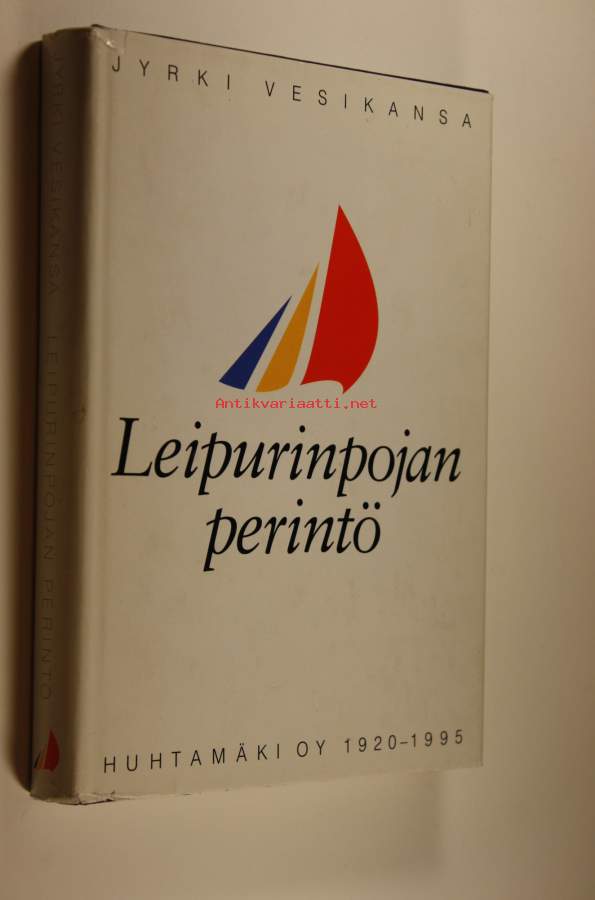 JYRKI VESIKANSA
Antikvariaatti.net
Leipurinpojan
perintö
HUHTAMÄKI OY 1920–1995
JYRKI VESIKANSA LEIPURINPOJAN PERINTÖ